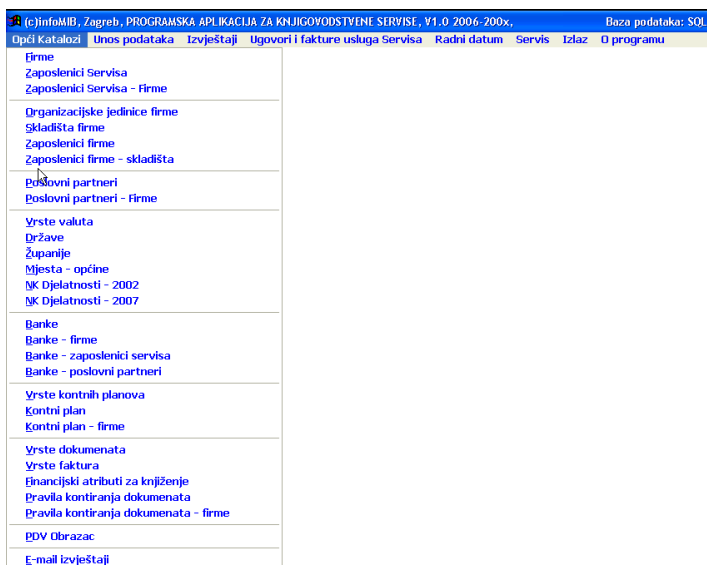 (c)infoMIB, Zagreb, PROGRAMSKA APLIKACIJA ZA KNJIGOVODSTVENE SERVISE, V1.0 2006-200x, Baza podataka: SQL
Opći Katalozi Unos podataka Izvještaji Ugovori i fakture usluga Servisa Radni datum Servis Izlaz O programu
Firme
Zaposlenici Servisa
Zaposlenici Servisa - Firme
Organizacijske jedinice firme
Skladišta firme
Zaposlenici firme
Zaposlenici firme - skladišta
Poslovni partneri
Poslovni partneri - Firme
Vrste valuta
Države
Županije
Mjesta - općine
NK Djelatnosti - 2002
NK Djelatnosti - 2007
Banke
Banke - firme
Banke - zaposlenici servisa
Banke - poslovni partneri
Vrste kontnih planova
Kontni plan
Kontni plan - firme
Vrste dokumenata
Vrste faktura
Financijski atributi za knjiženje
Pravila kontiranja dokumenata
Pravila kontiranja dokumenata - firme
PDV Obrazac
E-mail izvještaji